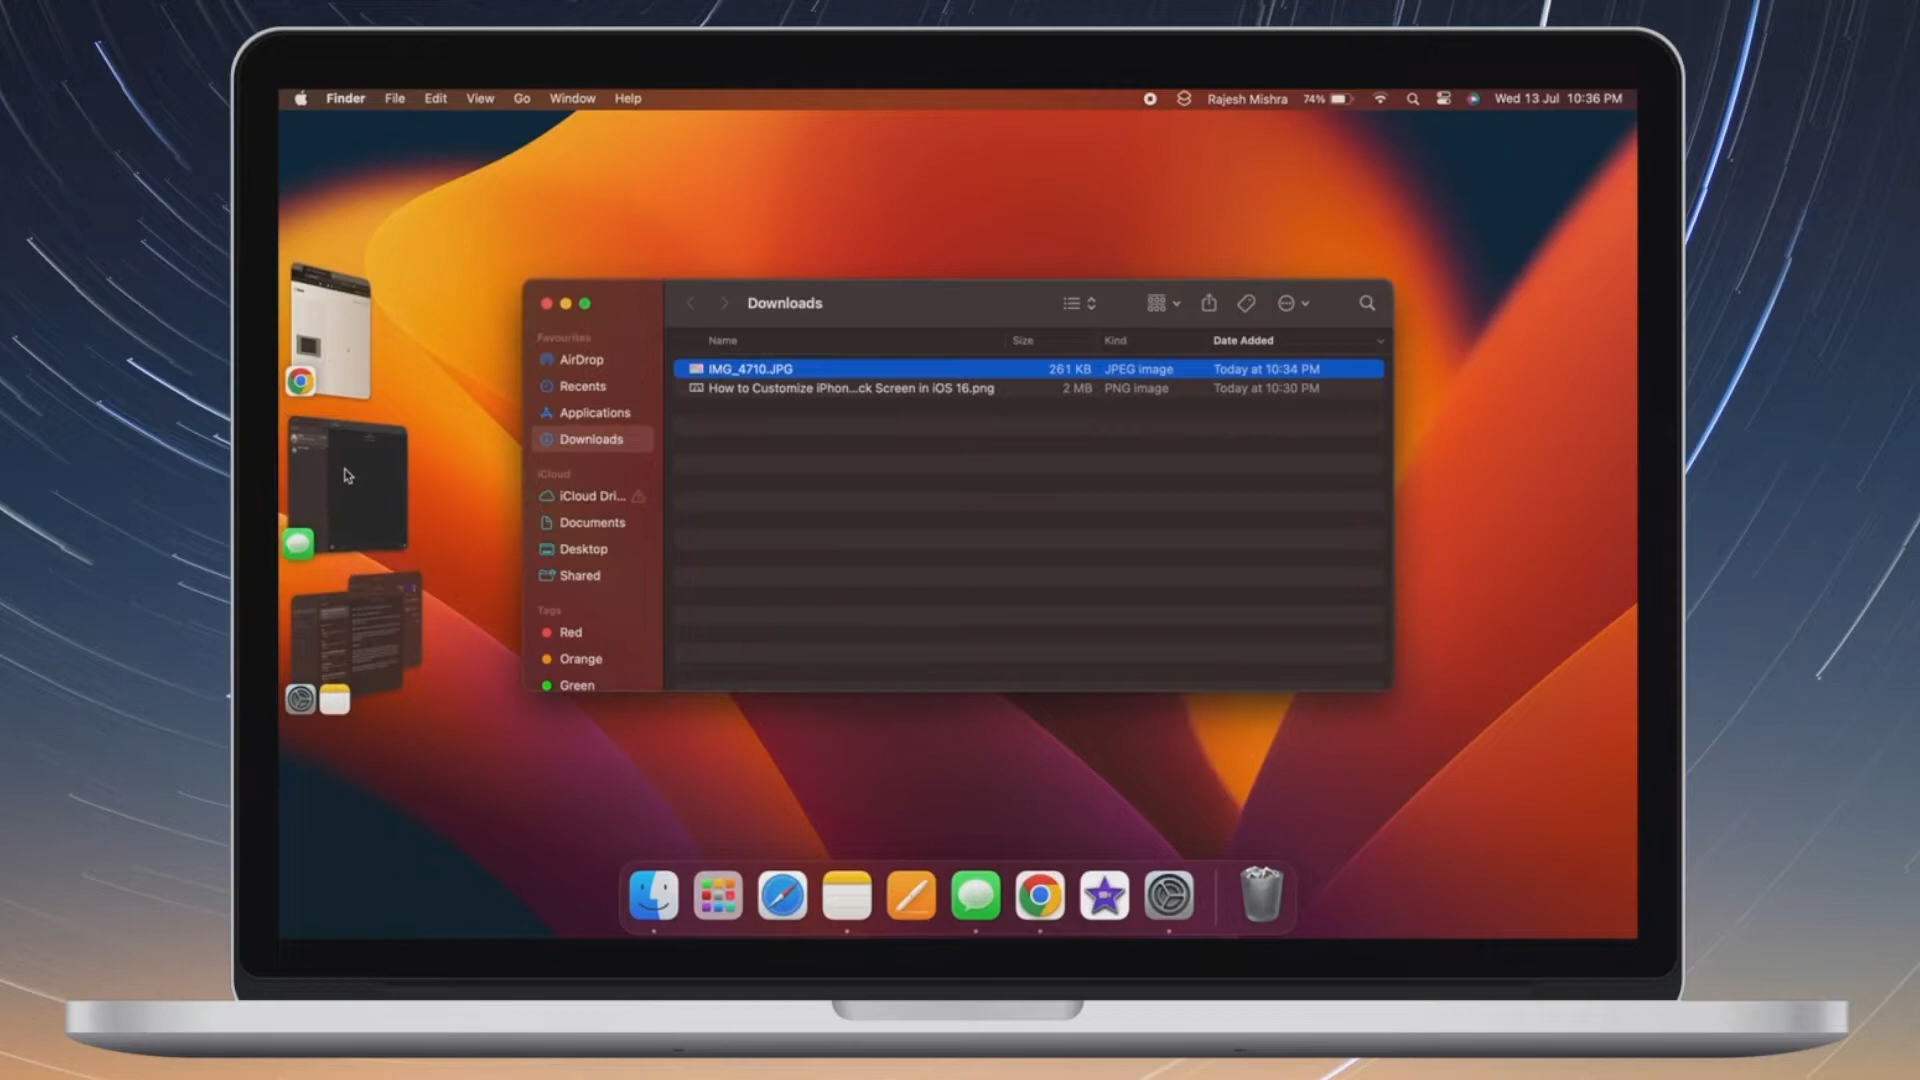 Finder File Edit View Go Window Help Rajesh Mishra 74% Wed 13 Jul 10:36 PM
Downloads
Name Size Kind Date Added
IMG_4710.JPG 261 KB JPEG image Today at 10:34 PM
How to Customize iPhon...ck Screen in iOS 16.png 2 MB PNG image Today at 10:30 PM
Favourites
AirDrop
Recents
Applications
Downloads
iCloud
iCloud Dri...
Documents
Desktop
Shared
Tags
Red
Orange
Green